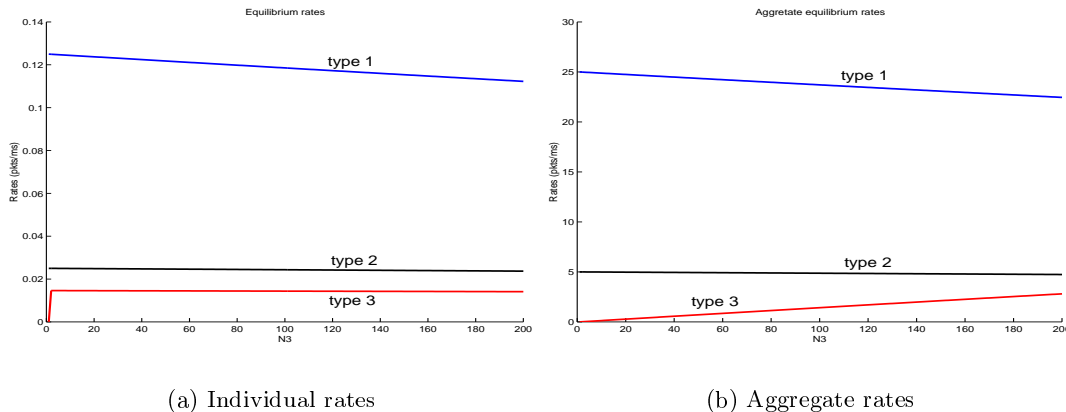 Equilibrium rates
0.14
0.12
0.1
0.08
0.06
0.04
0.02
0
Rates (pkts/ms)
type 1
type 2
type 3
0 20 40 60 80 100 120 140 160 180 200
N3
(a) Individual rates
Aggretate equilibrium rates
30
25
20
15
10
5
0
Rates (pkts/ms)
type 1
type 2
type 3
0 20 40 60 80 100 120 140 160 180 200
N3
(b) Aggregate rates